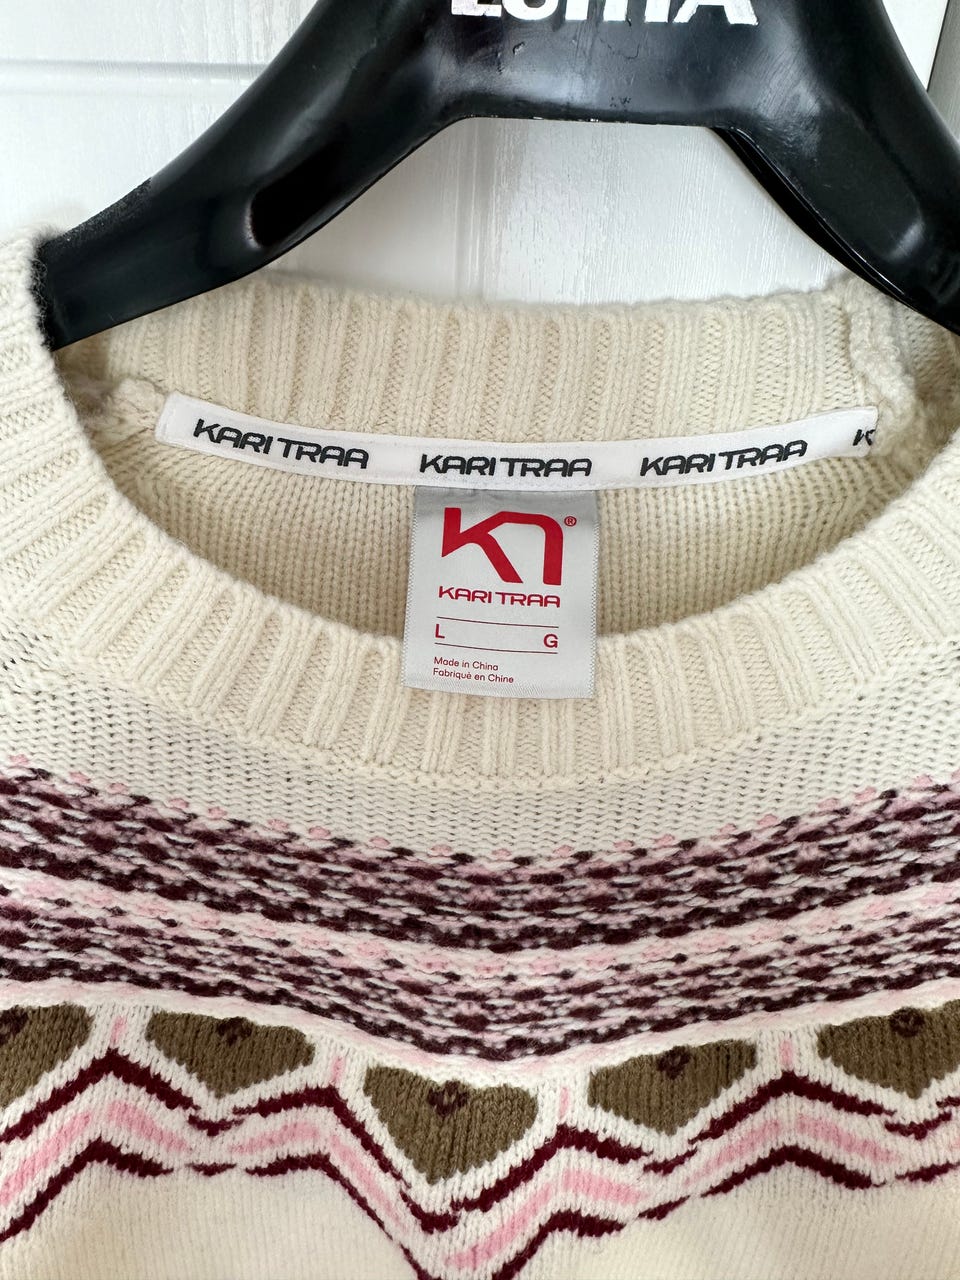 KARI TRAA KARI TRAA KARI TRAA K
®
KARI TRAA
L G
Made in China
Fabriqué en Chine